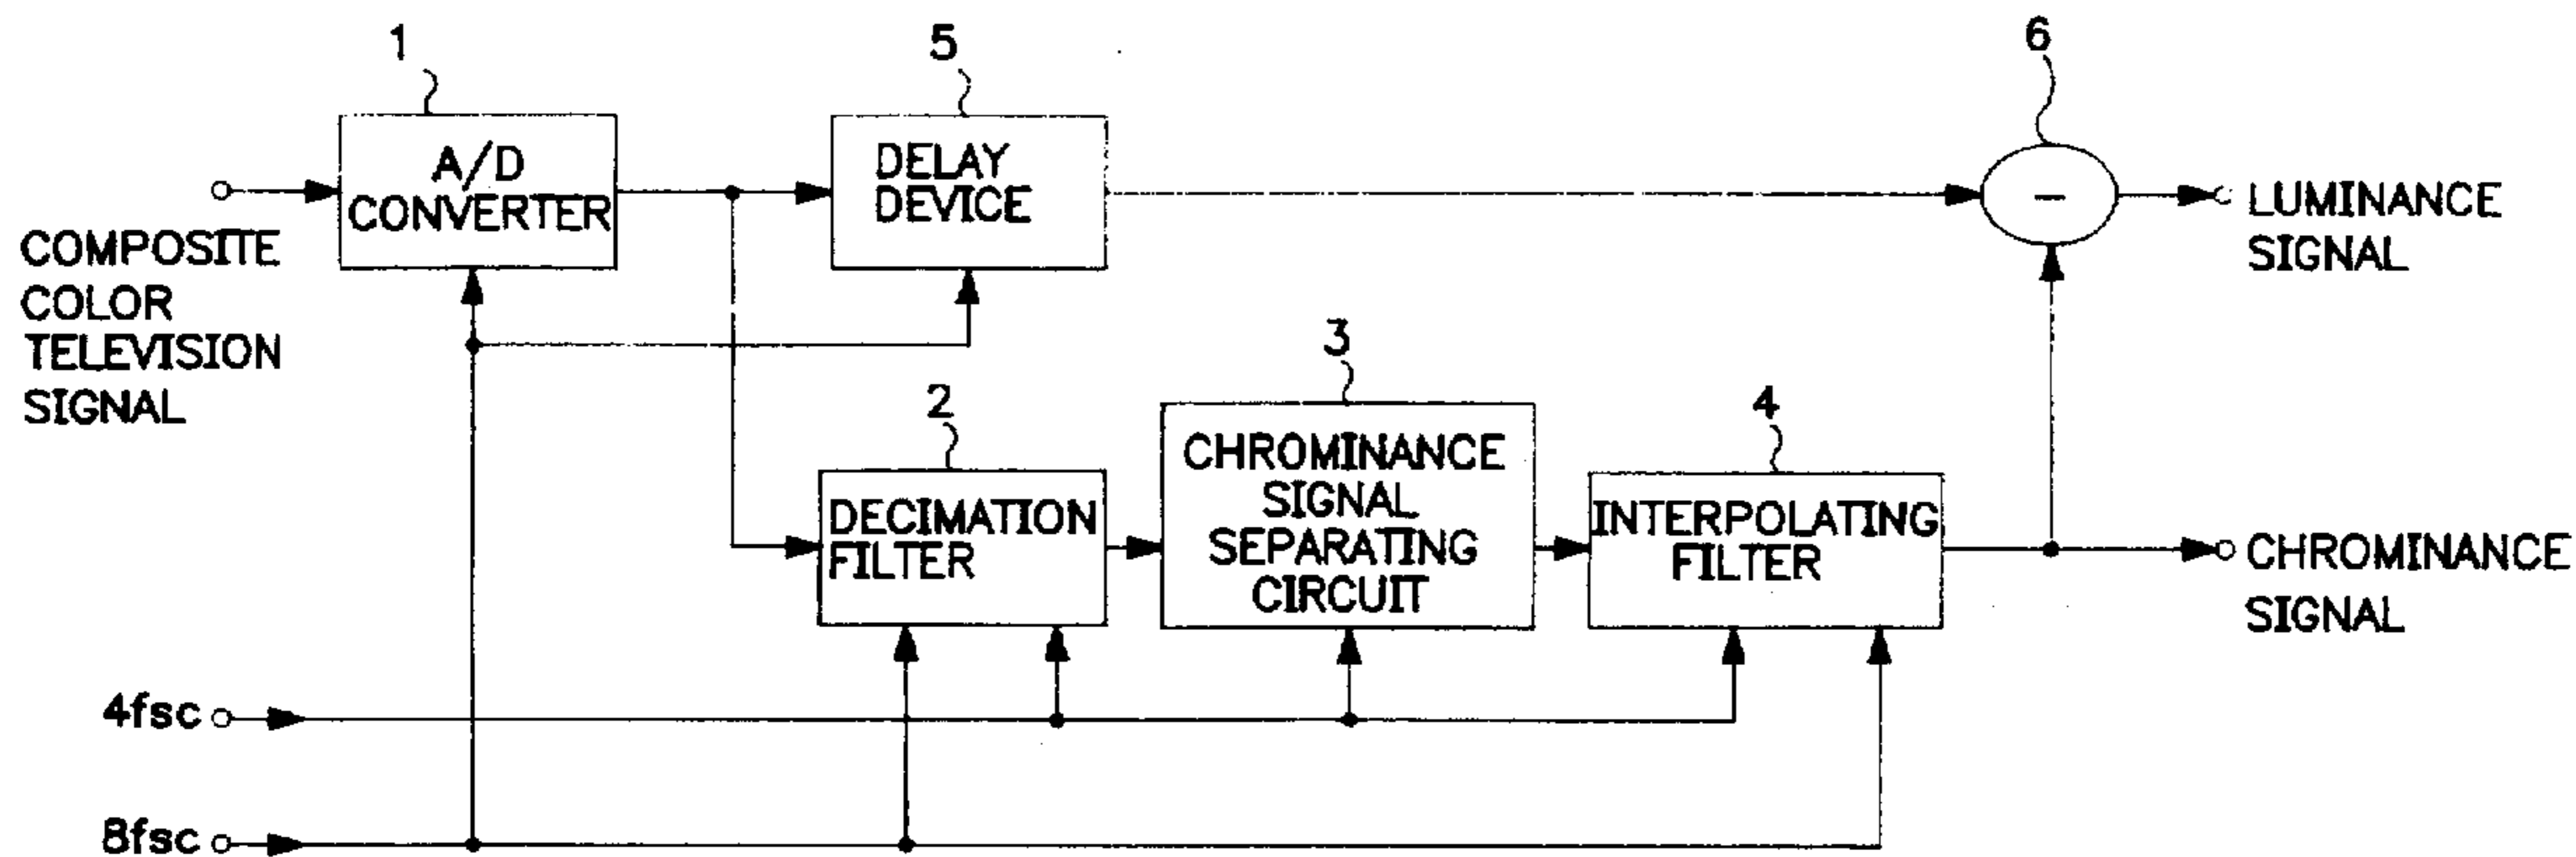 1
5
6
A/D
CONVERTER
DELAY
DEVICE
–
LUMINANCE
SIGNAL
COMPOSITE
COLOR
TELEVISION
SIGNAL
2
3
4
DECIMATION
FILTER
CHROMINANCE
SIGNAL
SEPARATING
CIRCUIT
INTERPOLATING
FILTER
CHROMINANCE
SIGNAL
4fsc
8fsc